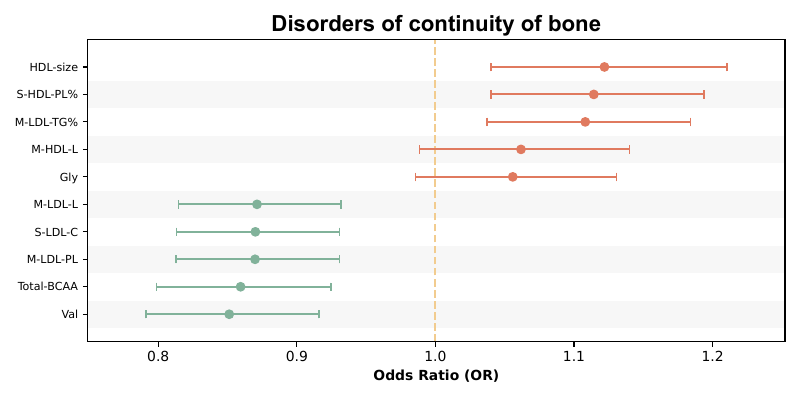 Disorders of continuity of bone
HDL-size
S-HDL-PL%
M-LDL-TG%
M-HDL-L
Gly
M-LDL-L
S-LDL-C
M-LDL-PL
Total-BCAA
Val
0.8 0.9 1.0 1.1 1.2
Odds Ratio (OR)